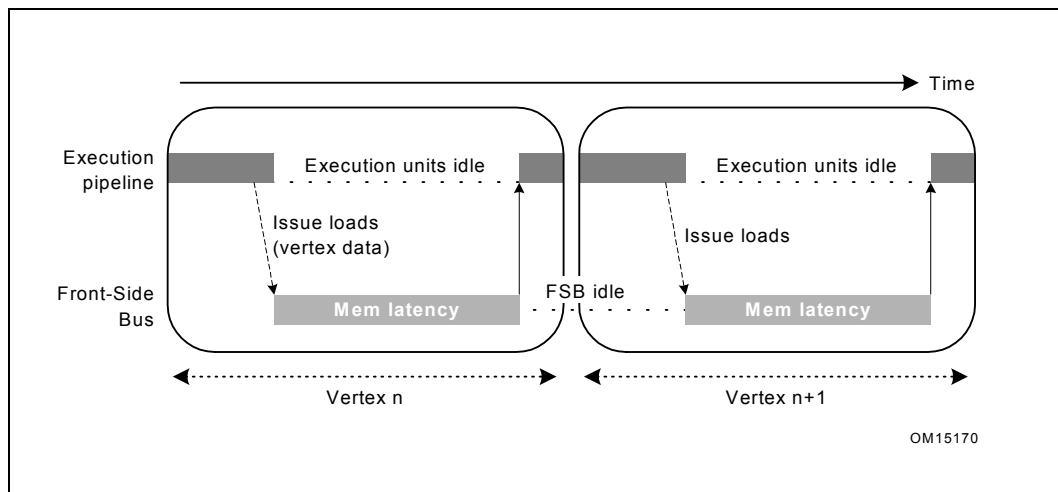 Time
Execution
pipeline
Execution units idle
Execution units idle
Issue loads
(vertex data)
Issue loads
Front-Side
Bus
Mem latency
FSB idle
Mem latency
Vertex n
Vertex n+1
OM15170